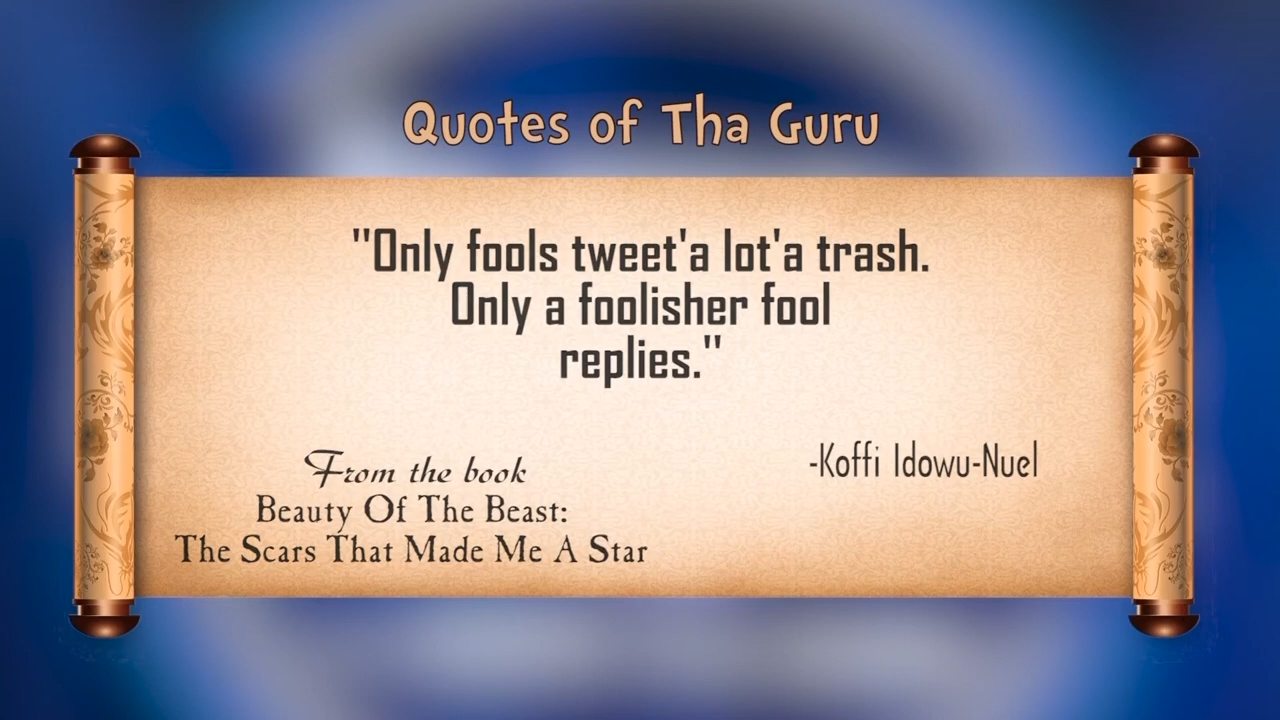 Quotes of Tha Guru
"Only fools tweet'a lot'a trash.
Only a foolisher fool
replies."
-Koffi Idowu-Nuel
From the book
Beauty Of The Beast:
The Scars That Made Me A Star